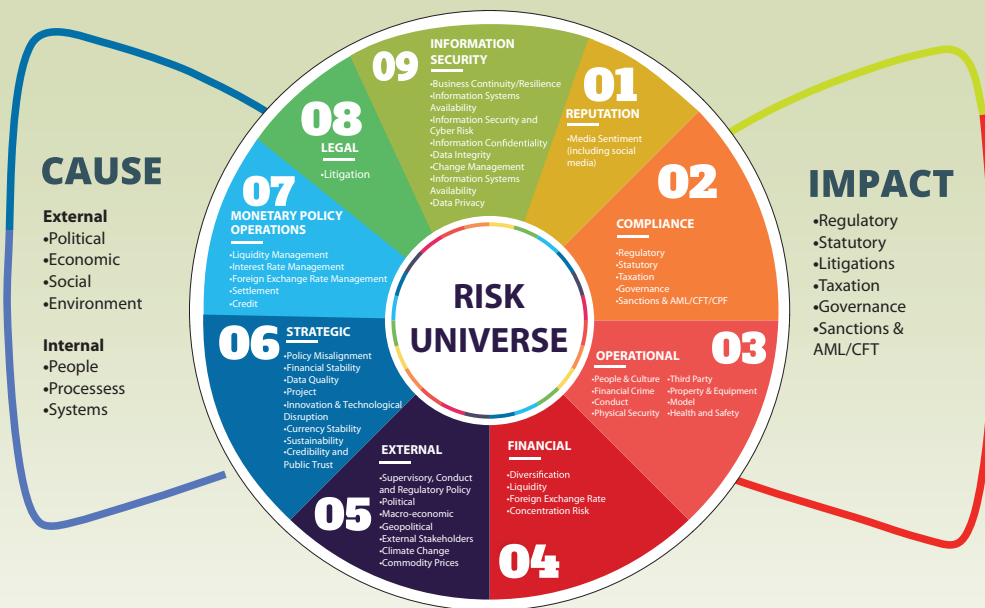 CAUSE
External
•Political
•Economic
•Social
•Environment
Internal
•People
•Processess
•Systems
RISK
UNIVERSE
01
REPUTATION
•Media Sentiment
(including social
media)
02
COMPLIANCE
•Regulatory
•Statutory
•Taxation
•Governance
•Sanctions & AML/CFT/CPF
03
OPERATIONAL
•People & Culture
•Financial Crime
•Conduct
•Physical Security
•Third Party
•Property & Equipment
•Model
•Health and Safety
04
FINANCIAL
•Diversification
•Liquidity
•Foreign Exchange Rate
•Concentration Risk
05
EXTERNAL
•Supervisory, Conduct
and Regulatory Policy
•Political
•Macro-economic
•Geopolitical
•External Stakeholders
•Climate Change
•Commodity Prices
06
STRATEGIC
•Policy Misalignment
•Financial Stability
•Data Quality
•Project
•Innovation & Technological
Disruption
•Currency Stability
•Sustainability
•Credibility and
Public Trust
07
MONETARY POLICY
OPERATIONS
•Liquidity Management
•Interest Rate Management
•Foreign Exchange Rate Management
•Settlement
•Credit
08
LEGAL
•Litigation
09
INFORMATION
SECURITY
•Business Continuity/Resilience
•Information Systems
Availability
•Information Security and
Cyber Risk
•Information Confidentiality
•Data Integrity
•Change Management
•Information Systems
Availability
•Data Privacy
IMPACT
•Regulatory
•Statutory
•Litigations
•Taxation
•Governance
•Sanctions &
AML/CFT